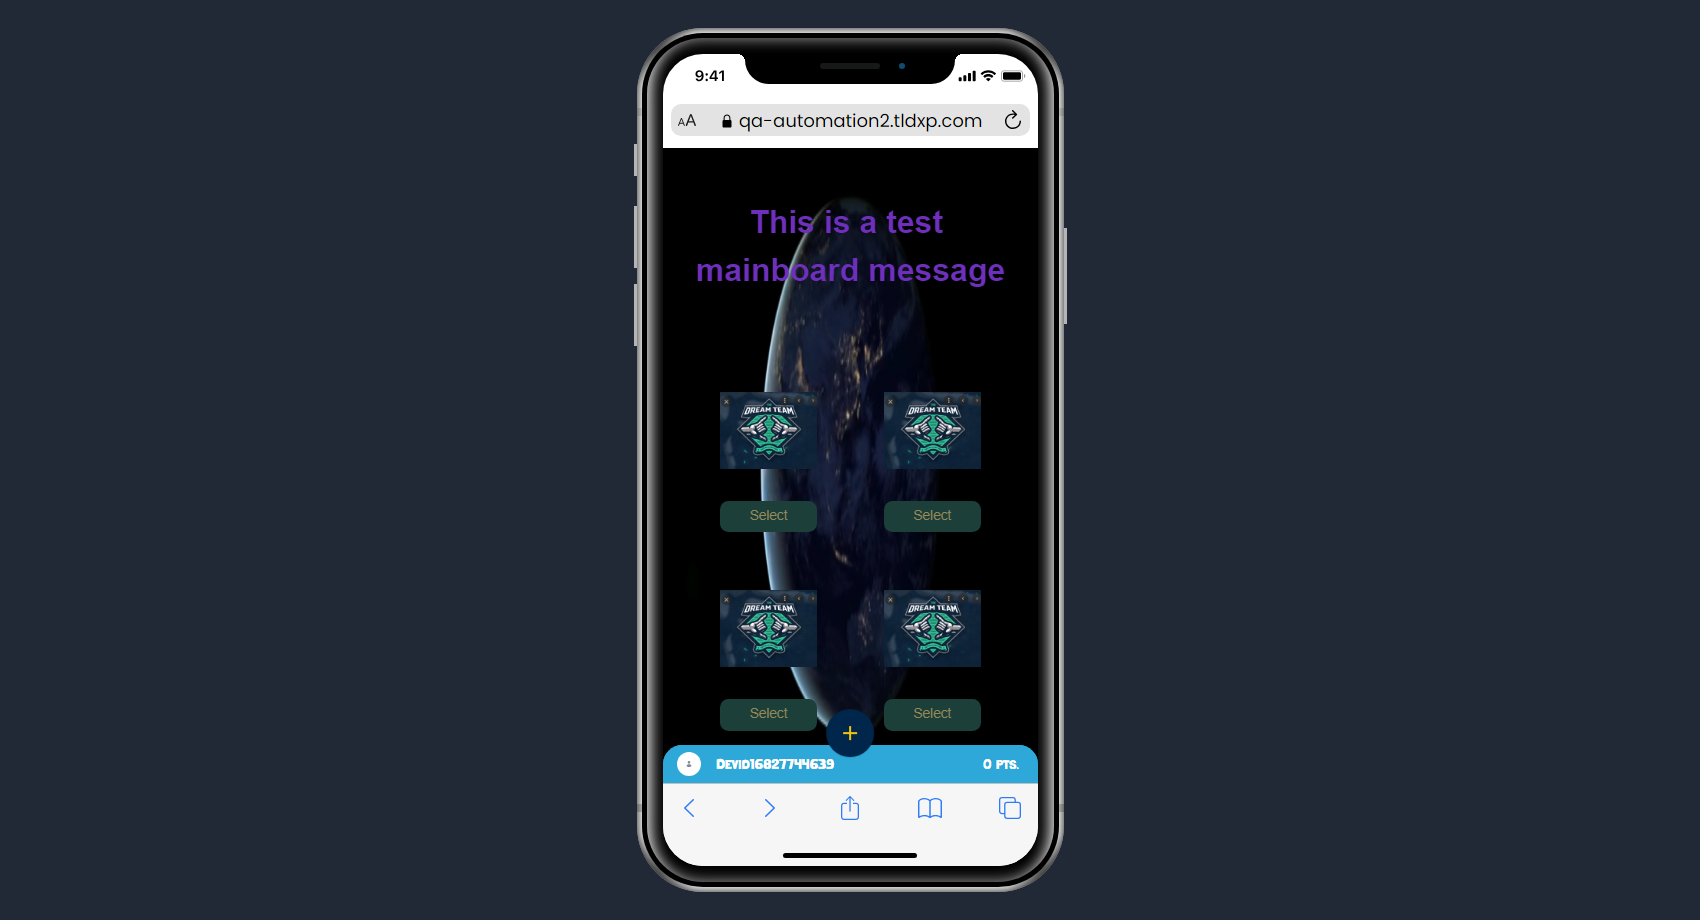 9:41
AA qa-automation2.tldxp.com
This is a test
mainboard message
DREAM TEAM
DREAM TEAM
Select
Select
DREAM TEAM
DREAM TEAM
Select
Select
+
Devid16827744639
0 PTS.